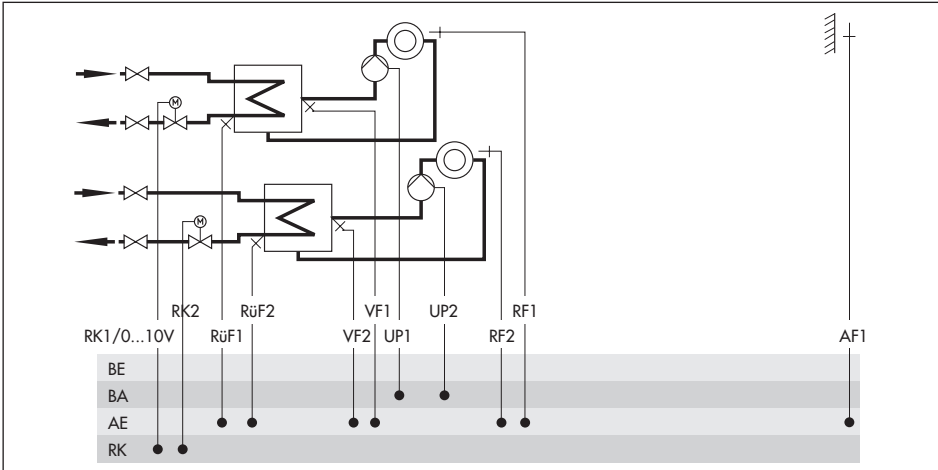 M
M
RK2 RüF2 VF1 UP2 RF1
RK1/0...10V RüF1 VF2 UP1 RF2 AF1
BE
BA
AE
RK